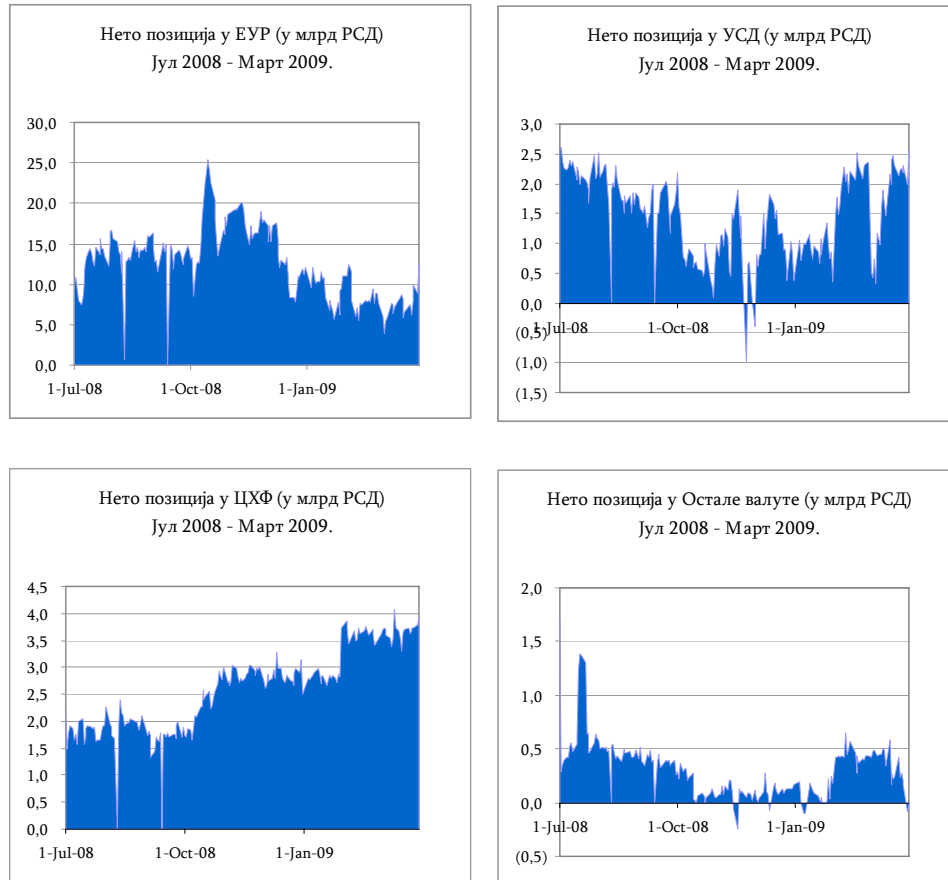 Нето позиција у ЕУР (у млрд РСД)
Јул 2008 - Март 2009.
30,0
25,0
20,0
15,0
10,0
5,0
0,0
1-Jul-08 1-Oct-08 1-Jan-09
Нето позиција у УСД (у млрд РСД)
Јул 2008 - Март 2009.
3,0
2,5
2,0
1,5
1,0
0,5
0,0
1-Jul-08 1-Oct-08 1-Jan-09
(0,5)
(1,0)
(1,5)
Нето позиција у ЦХФ (у млрд РСД)
Јул 2008 - Март 2009.
4,5
4,0
3,5
3,0
2,5
2,0
1,5
1,0
0,5
0,0
1-Jul-08 1-Oct-08 1-Jan-09
Нето позиција у Остале валуте (у млрд РСД)
Јул 2008 - Март 2009.
2,0
1,5
1,0
0,5
0,0
1-Jul-08 1-Oct-08 1-Jan-09
(0,5)